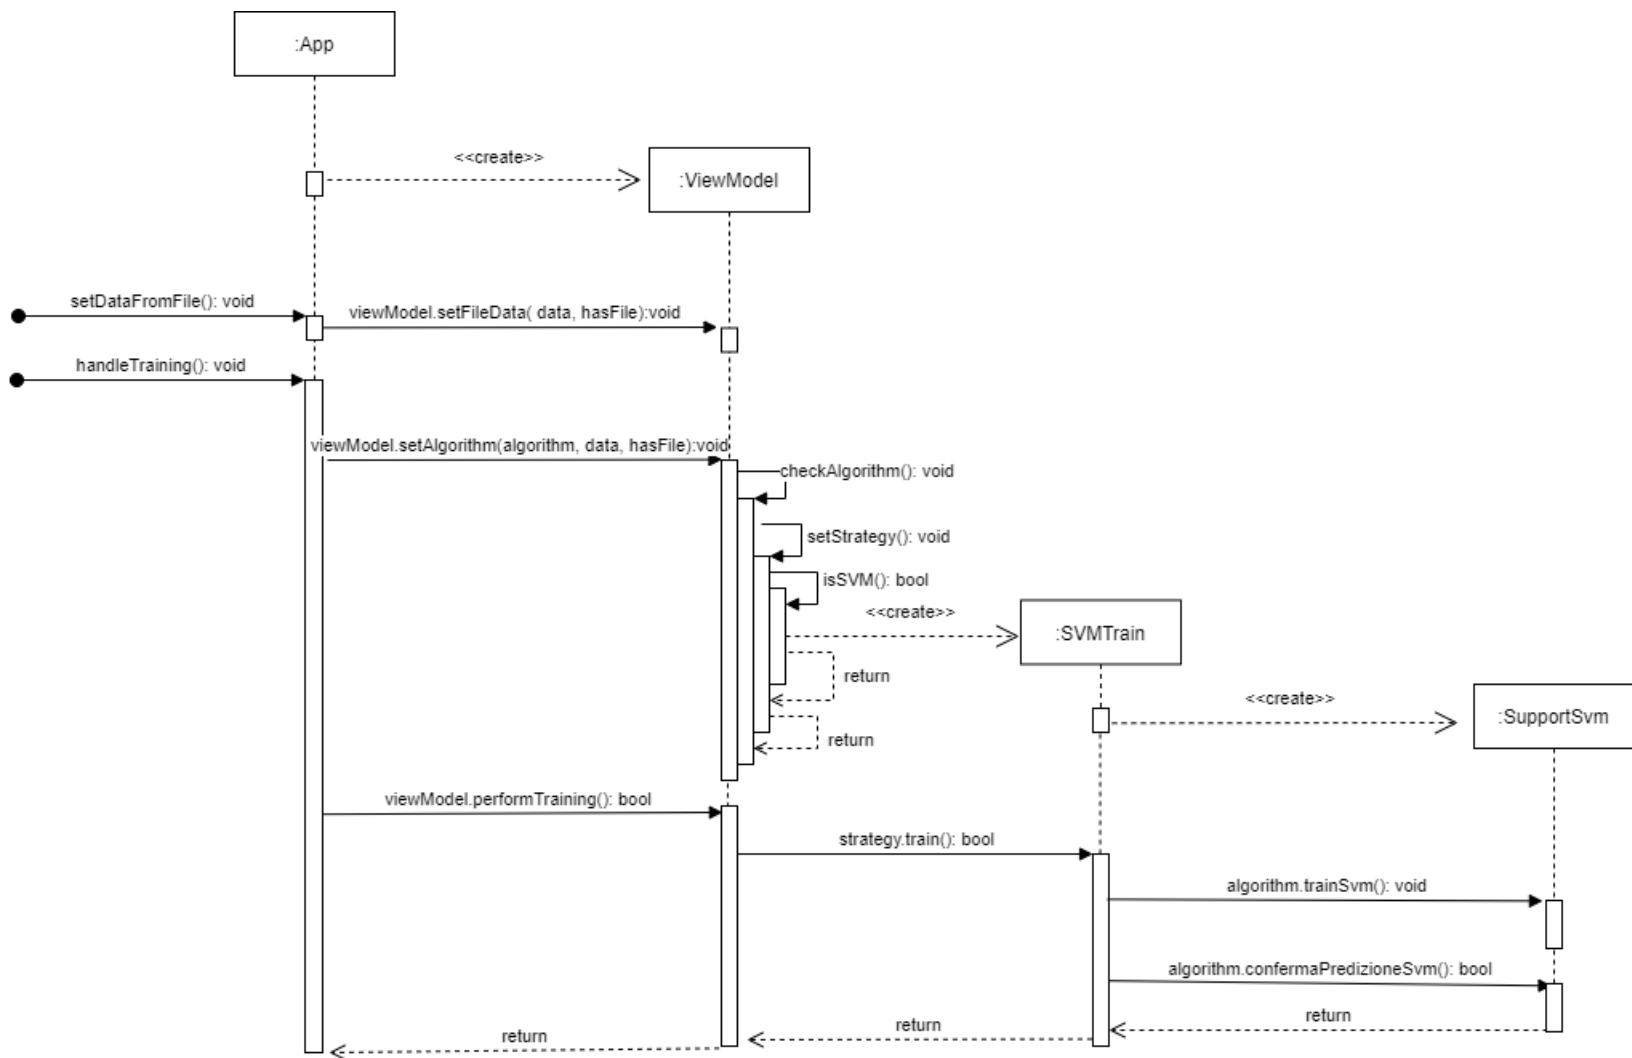 :App
<<create>>
:ViewModel
setDataFromFile(): void
viewModel.setFileData( data, hasFile):void
handleTraining(): void
viewModel.setAlgorithm(algorithm, data, hasFile):void
checkAlgorithm(): void
setStrategy(): void
isSVM(): bool
<<create>>
:SVMTrain
return
<<create>>
:SupportSvm
return
viewModel.performTraining(): bool
strategy.train(): bool
algorithm.trainSvm(): void
algorithm.confermaPredizioneSvm(): bool
return
return
return